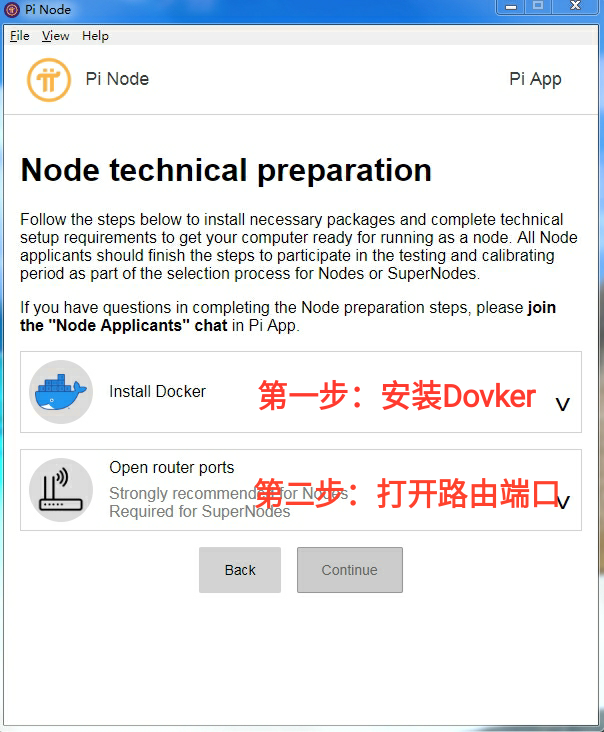 Pi Node
File View Help
Pi Node
Pi App
Node technical preparation
Follow the steps below to install necessary packages and complete technical
setup requirements to get your computer ready for running as a node. All Node
applicants should finish the steps to participate in the testing and calibrating
period as part of the selection process for Nodes or SuperNodes.
If you have questions in completing the Node preparation steps, please join
the "Node Applicants" chat in Pi App.
Install Docker
第一步：安装Dovker
Open router ports
Strongly recommended for Nodes
第二步：打开路由端口
Required for SuperNodes
Back
Continue